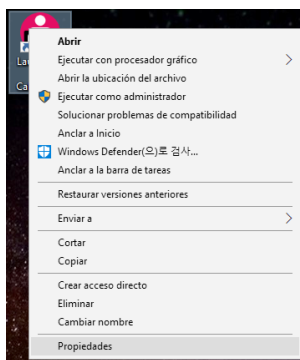 Lau
Ca
Abrir
Ejecutar con procesador gráfico
Abrir la ubicación del archivo
Ejecutar como administrador
Solucionar problemas de compatibilidad
Anclar a Inicio
Windows Defender(으)로 검사...
Anclar a la barra de tareas
Restaurar versiones anteriores
Enviar a
Cortar
Copiar
Crear acceso directo
Eliminar
Cambiar nombre
Propiedades